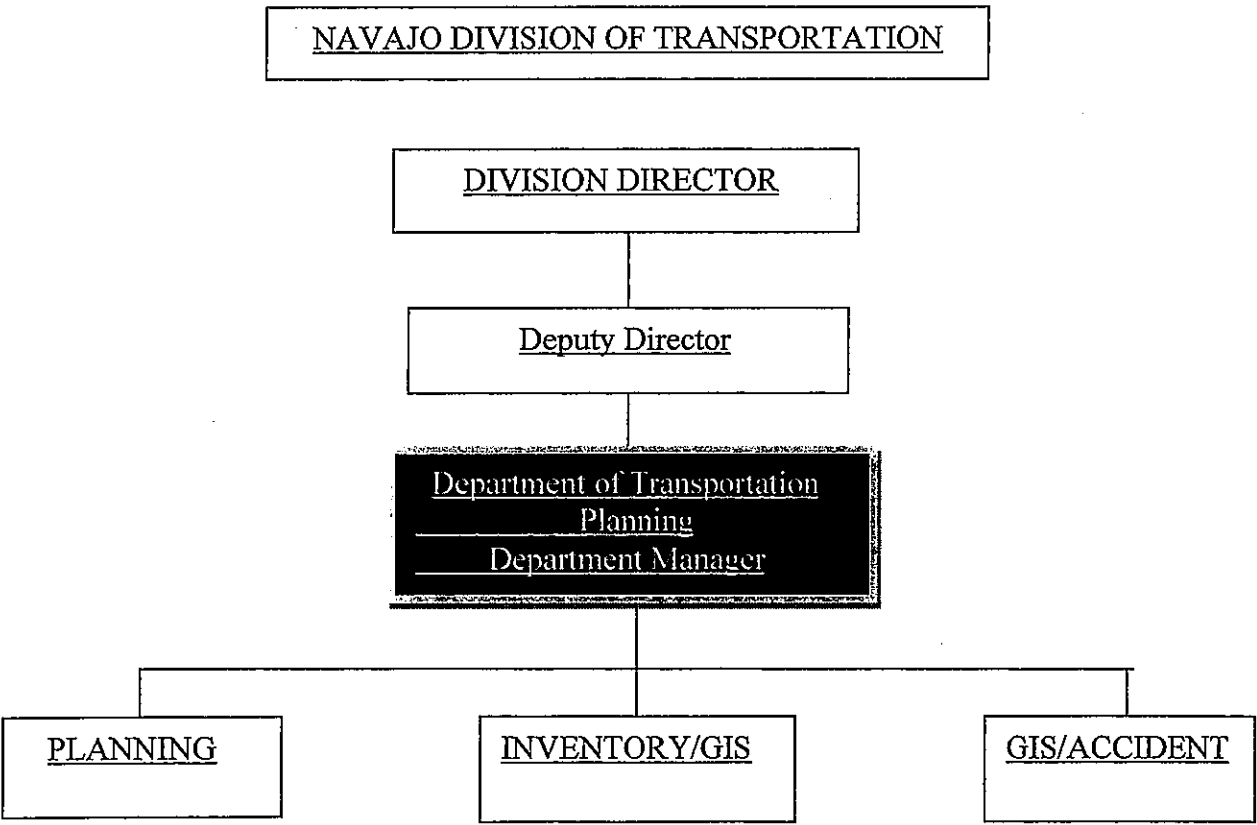 NAVAJO DIVISION OF TRANSPORTATION
DIVISION DIRECTOR
Deputy Director
Department of Transportation
Planning
Department Manager
PLANNING
INVENTORY/GIS
GIS/ACCIDENT